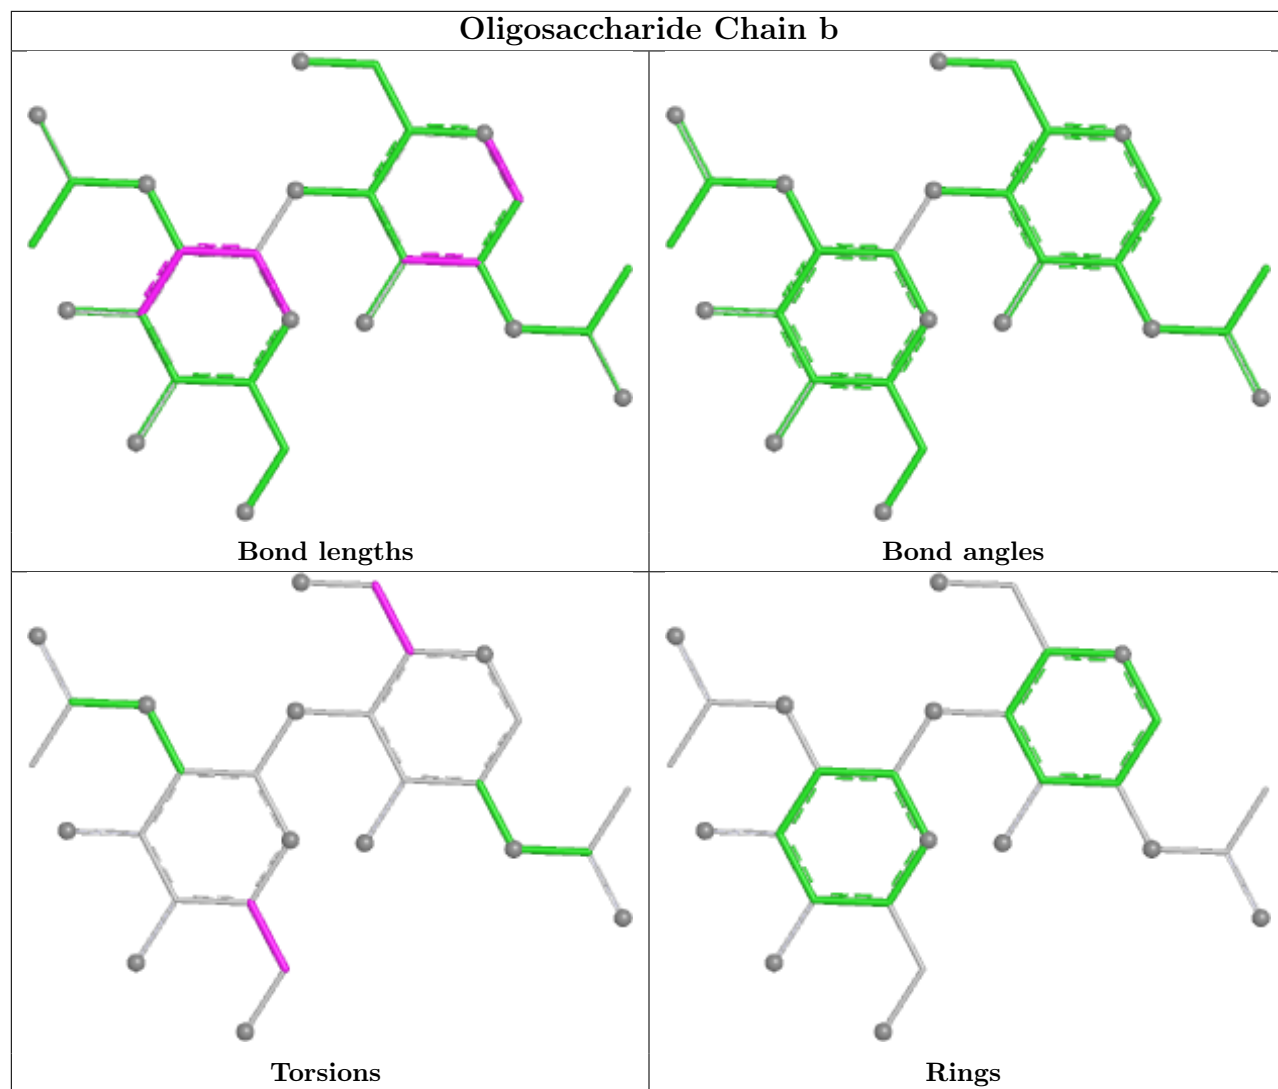 Oligosaccharide Chain b
Bond lengths
Bond angles
Torsions
Rings